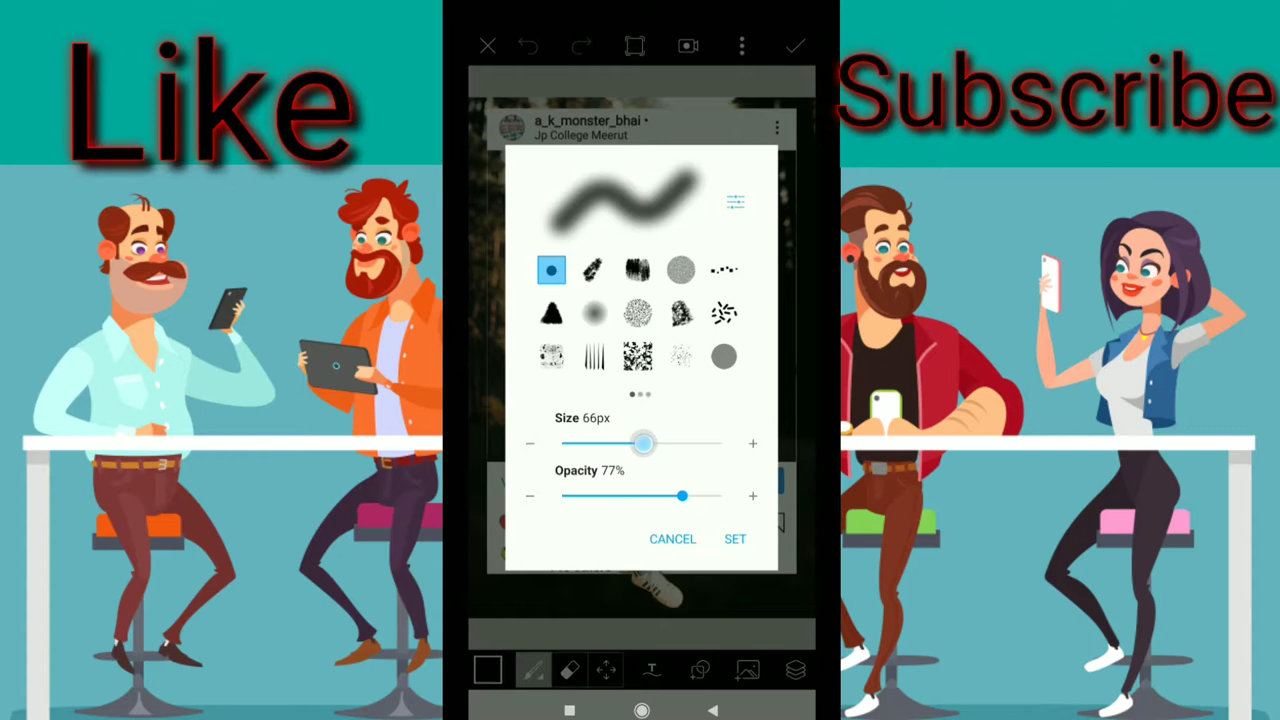 Like
Subscribe
a_k_monster_bhai •
Jp College Meerut
Size 66px
Opacity 77%
CANCEL SET
T